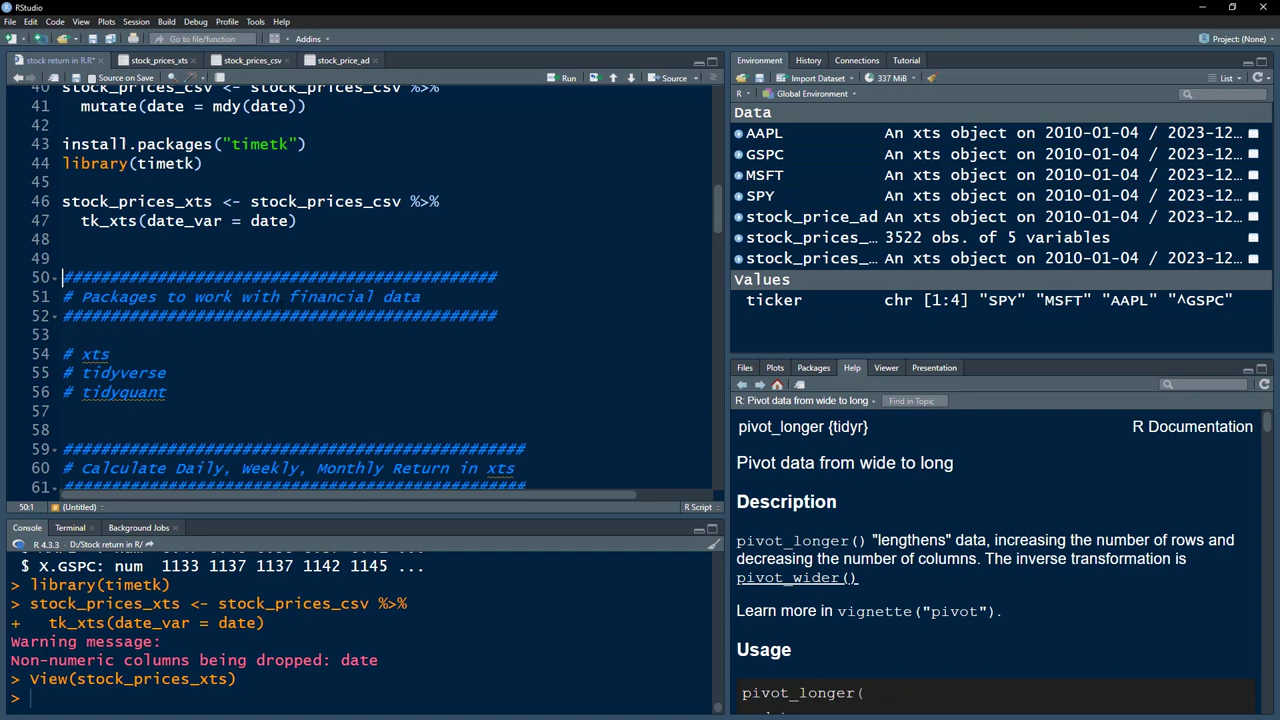 RStudio
File Edit Code View Plots Session Build Debug Profile Tools Help
Go to file/function
Addins
Project: (None)
stock return in R.R*
stock_prices_xts
stock_prices_csv
stock_price_ad
Source on Save
Run
Source
40 stock_prices_csv <- stock_prices_csv %>%
41 mutate(date = mdy(date))
42
43 install.packages("timetk")
44 library(timetk)
45
46 stock_prices_xts <- stock_prices_csv %>%
47 tk_xts(date_var = date)
48
49
50 ##############################################
51 # Packages to work with financial data
52 ##############################################
53
54 # xts
55 # tidyverse
56 # tidyquant
57
58
59 #################################################
60 # Calculate Daily, Weekly, Monthly Return in xts
61 #################################################
50:1 (Untitled) R Script
Console Terminal Background Jobs
R 4.3.3 · D:/Stock return in R/
$ X.GSPC: num 1133 1137 1137 1142 1145 ...
> library(timetk)
> stock_prices_xts <- stock_prices_csv %>%
+ tk_xts(date_var = date)
Warning message:
Non-numeric columns being dropped: date
> View(stock_prices_xts)
>
Environment History Connections Tutorial
Import Dataset 337 MiB List
R Global Environment
Data
AAPL An xts object on 2010-01-04 / 2023-12…
GSPC An xts object on 2010-01-04 / 2023-12…
MSFT An xts object on 2010-01-04 / 2023-12…
SPY An xts object on 2010-01-04 / 2023-12…
stock_price_ad An xts object on 2010-01-04 / 2023-12…
stock_prices_… 3522 obs. of 5 variables
stock_prices_… An xts object on 2010-01-04 / 2023-12…
Values
ticker chr [1:4] "SPY" "MSFT" "AAPL" "^GSPC"
Files Plots Packages Help Viewer Presentation
R: Pivot data from wide to long
Find in Topic
pivot_longer {tidyr} R Documentation
Pivot data from wide to long
Description
pivot_longer() "lengthens" data, increasing the number of rows and
decreasing the number of columns. The inverse transformation is
pivot_wider()
Learn more in vignette("pivot").
Usage
pivot_longer(